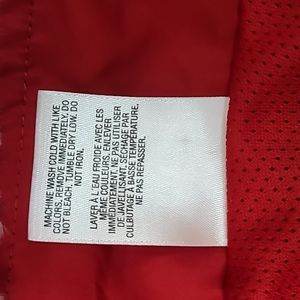 MACHINE WASH COLD WITH LIKE
COLORS, REMOVE IMMEDIATELY, DO
NOT BLEACH, TUMBLE DRY LOW. DO
NOT IRON.
LAVER À L'EAU FROIDE AVEC LES
MÊME COULEURS, ENLEVER
IMMÉDIATEMENT, NE PAS UTILISER
DE JAVELLISANT, SÉCHAGE PAR
CULBUTAGE À BASSE TEMPÉRATURE,
NE PAS REPASSER.